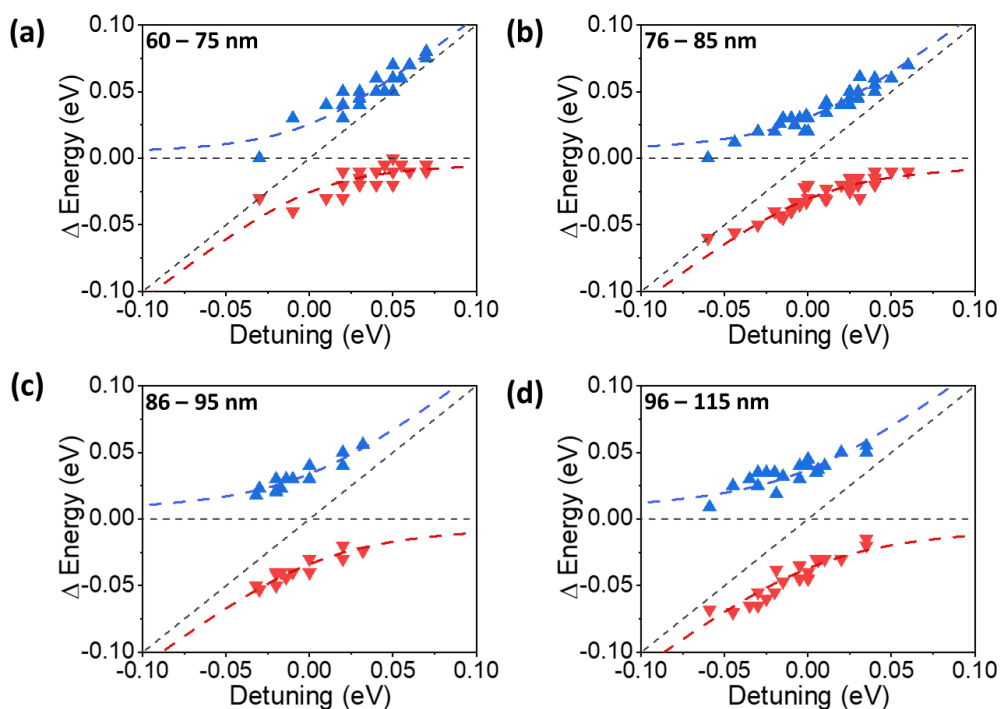 (a)
60 – 75 nm
Δ Energy (eV)
0.10
0.05
0.00
-0.05
-0.10
-0.10 -0.05 0.00 0.05 0.10
Detuning (eV)
(b)
76 – 85 nm
Δ Energy (eV)
0.10
0.05
0.00
-0.05
-0.10
-0.10 -0.05 0.00 0.05 0.10
Detuning (eV)
(c)
86 – 95 nm
Δ Energy (eV)
0.10
0.05
0.00
-0.05
-0.10
-0.10 -0.05 0.00 0.05 0.10
Detuning (eV)
(d)
96 – 115 nm
Δ Energy (eV)
0.10
0.05
0.00
-0.05
-0.10
-0.10 -0.05 0.00 0.05 0.10
Detuning (eV)